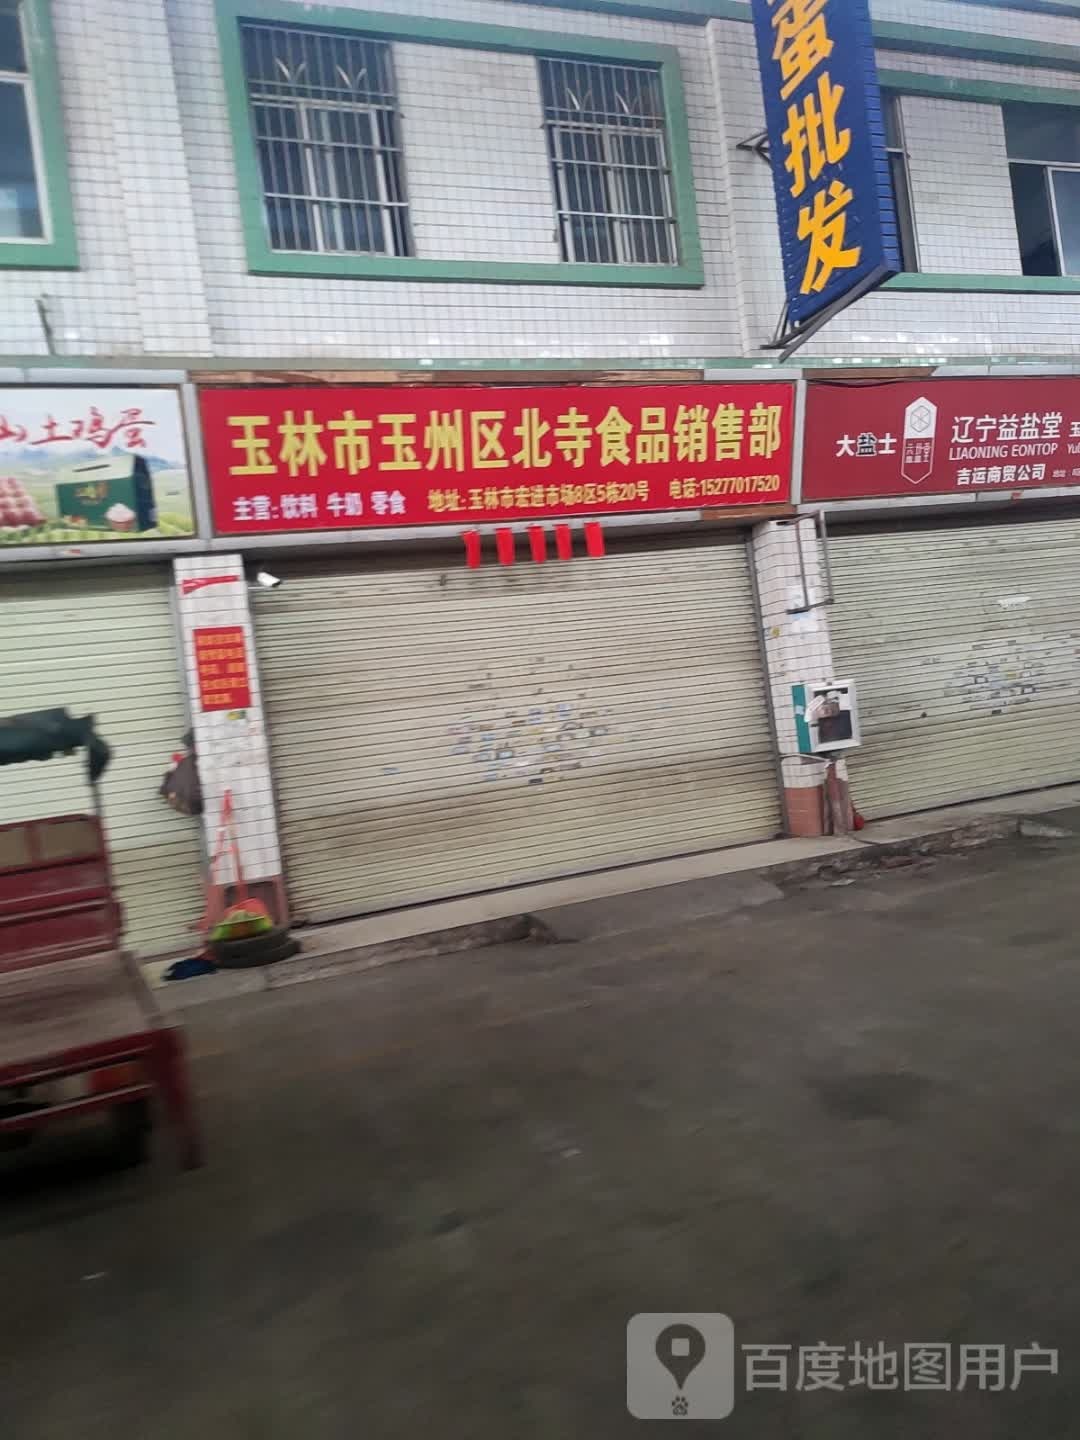 蛋批发
山土鸡蛋
玉林市玉州区北寺食品销售部
主营:饮料 牛奶 零食 地址:玉林市宏进市场8区5栋20号 电话:15277017520
大盐士
辽宁益盐堂
LIAONING EONTOP
吉运商贸公司
百度地图用户